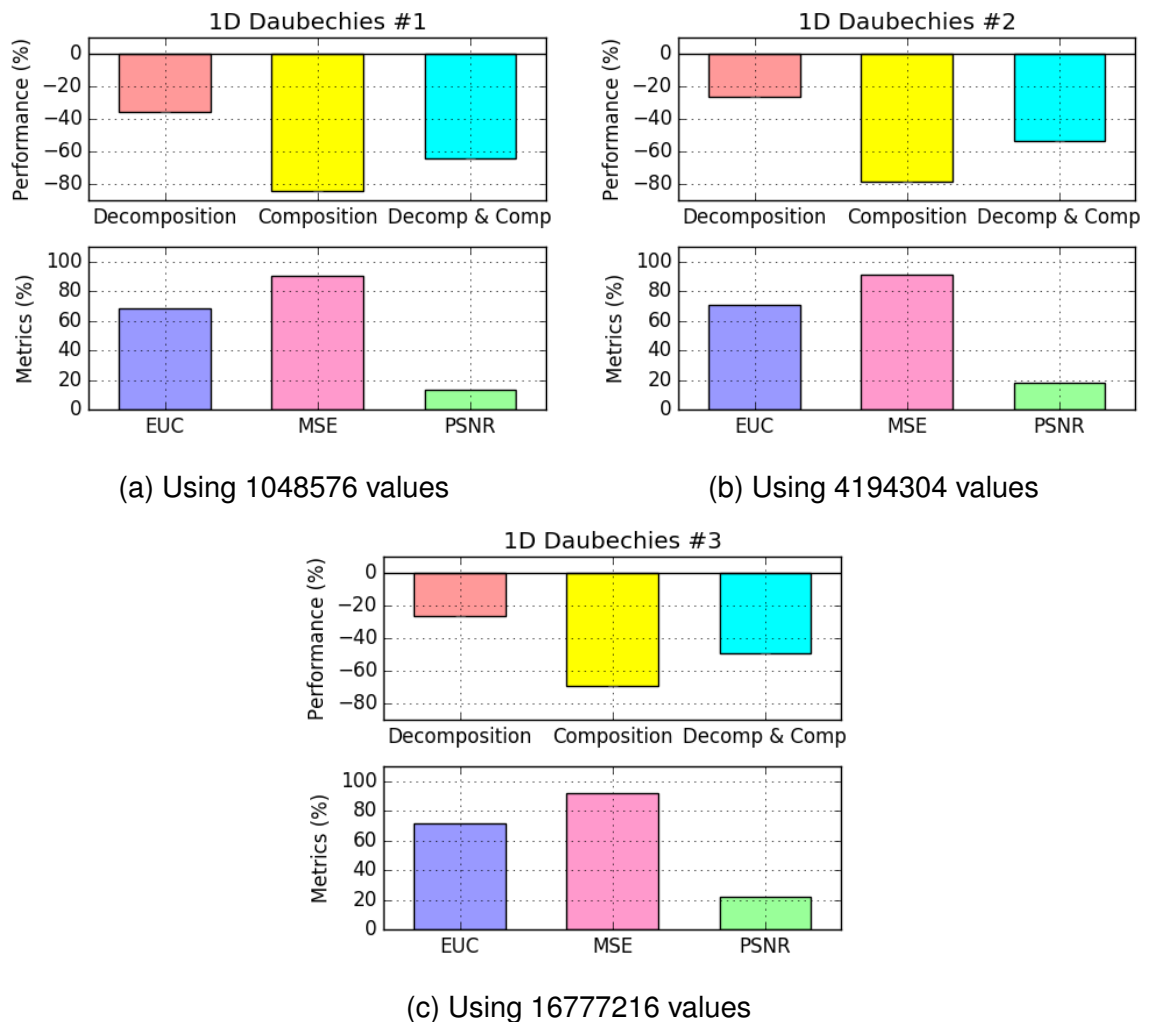 1D Daubechies #1
Performance (%)
0
−20
−40
−60
−80
Decomposition Composition Decomp & Comp
Metrics (%)
100
80
60
40
20
0
EUC MSE PSNR
(a) Using 1048576 values
1D Daubechies #2
Performance (%)
0
−20
−40
−60
−80
Decomposition Composition Decomp & Comp
Metrics (%)
100
80
60
40
20
0
EUC MSE PSNR
(b) Using 4194304 values
1D Daubechies #3
Performance (%)
0
−20
−40
−60
−80
Decomposition Composition Decomp & Comp
Metrics (%)
100
80
60
40
20
0
EUC MSE PSNR
(c) Using 16777216 values